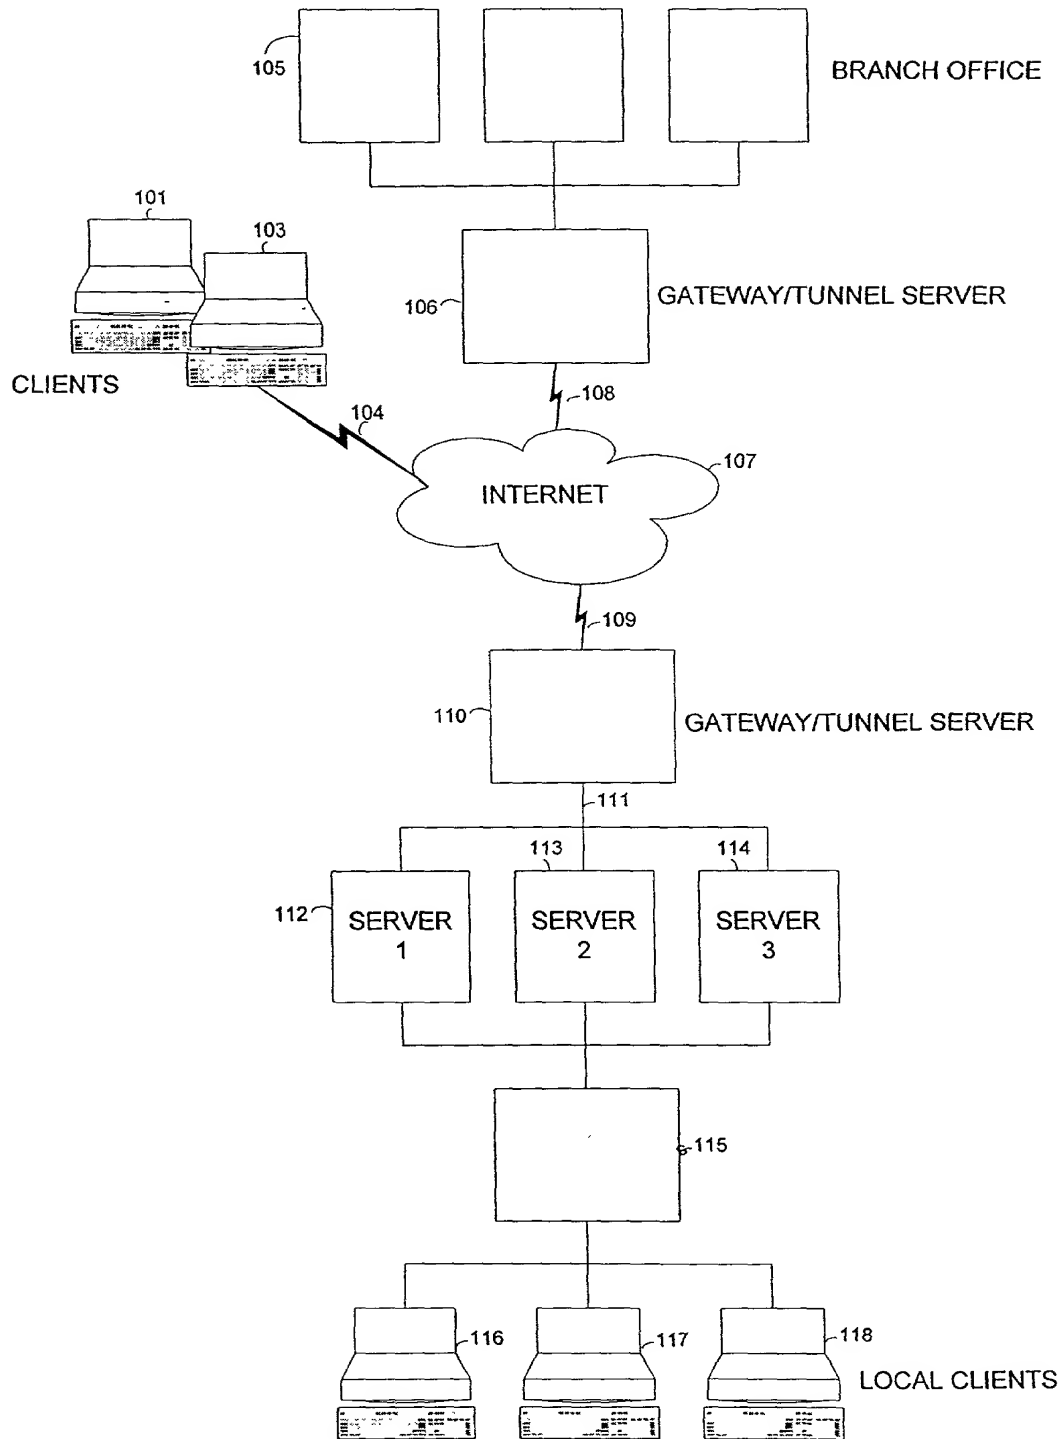 105
BRANCH OFFICE
101
103
106
GATEWAY/TUNNEL SERVER
CLIENTS
108
104
107
INTERNET
109
110
GATEWAY/TUNNEL SERVER
111
113
114
112
SERVER
1
SERVER
2
SERVER
3
115
116
117
118
LOCAL CLIENTS